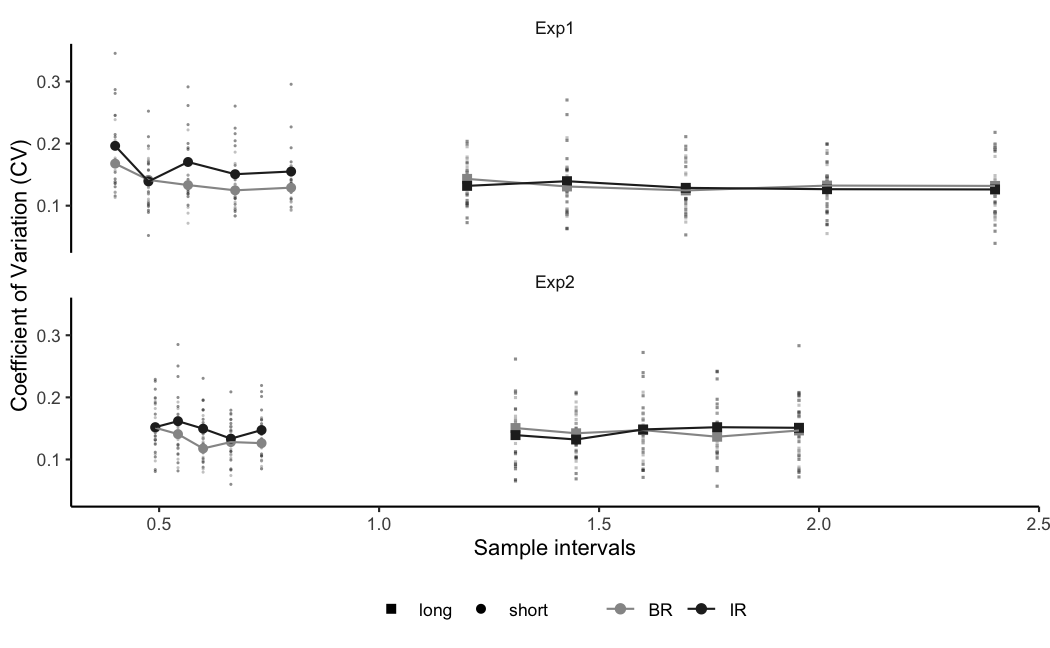 Exp1
0.3
0.2
0.1
Coefficient of Variation (CV)
Exp2
0.3
0.2
0.1
0.5 1.0 1.5 2.0 2.5
Sample intervals
long short BR IR